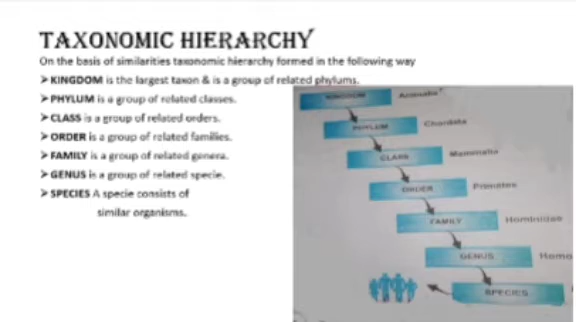 TAXONOMIC HIERARCHY
On the basis of similarities taxonomic hierarchy formed in the following way
➤KINGDOM is the largest taxon & is a group of related phylums.
➤PHYLUM is a group of related classes.
➤CLASS is a group of related orders.
➤ORDER is a group of related families.
➤FAMILY is a group of related genera.
➤GENUS is a group of related specie.
➤SPECIES A specie consists of
similar organisms.
KINGDOM Animalia
PHYLUM Chordata
CLASS Mammalia
ORDER Primates
FAMILY Hominidae
GENUS Homo
SPECIES